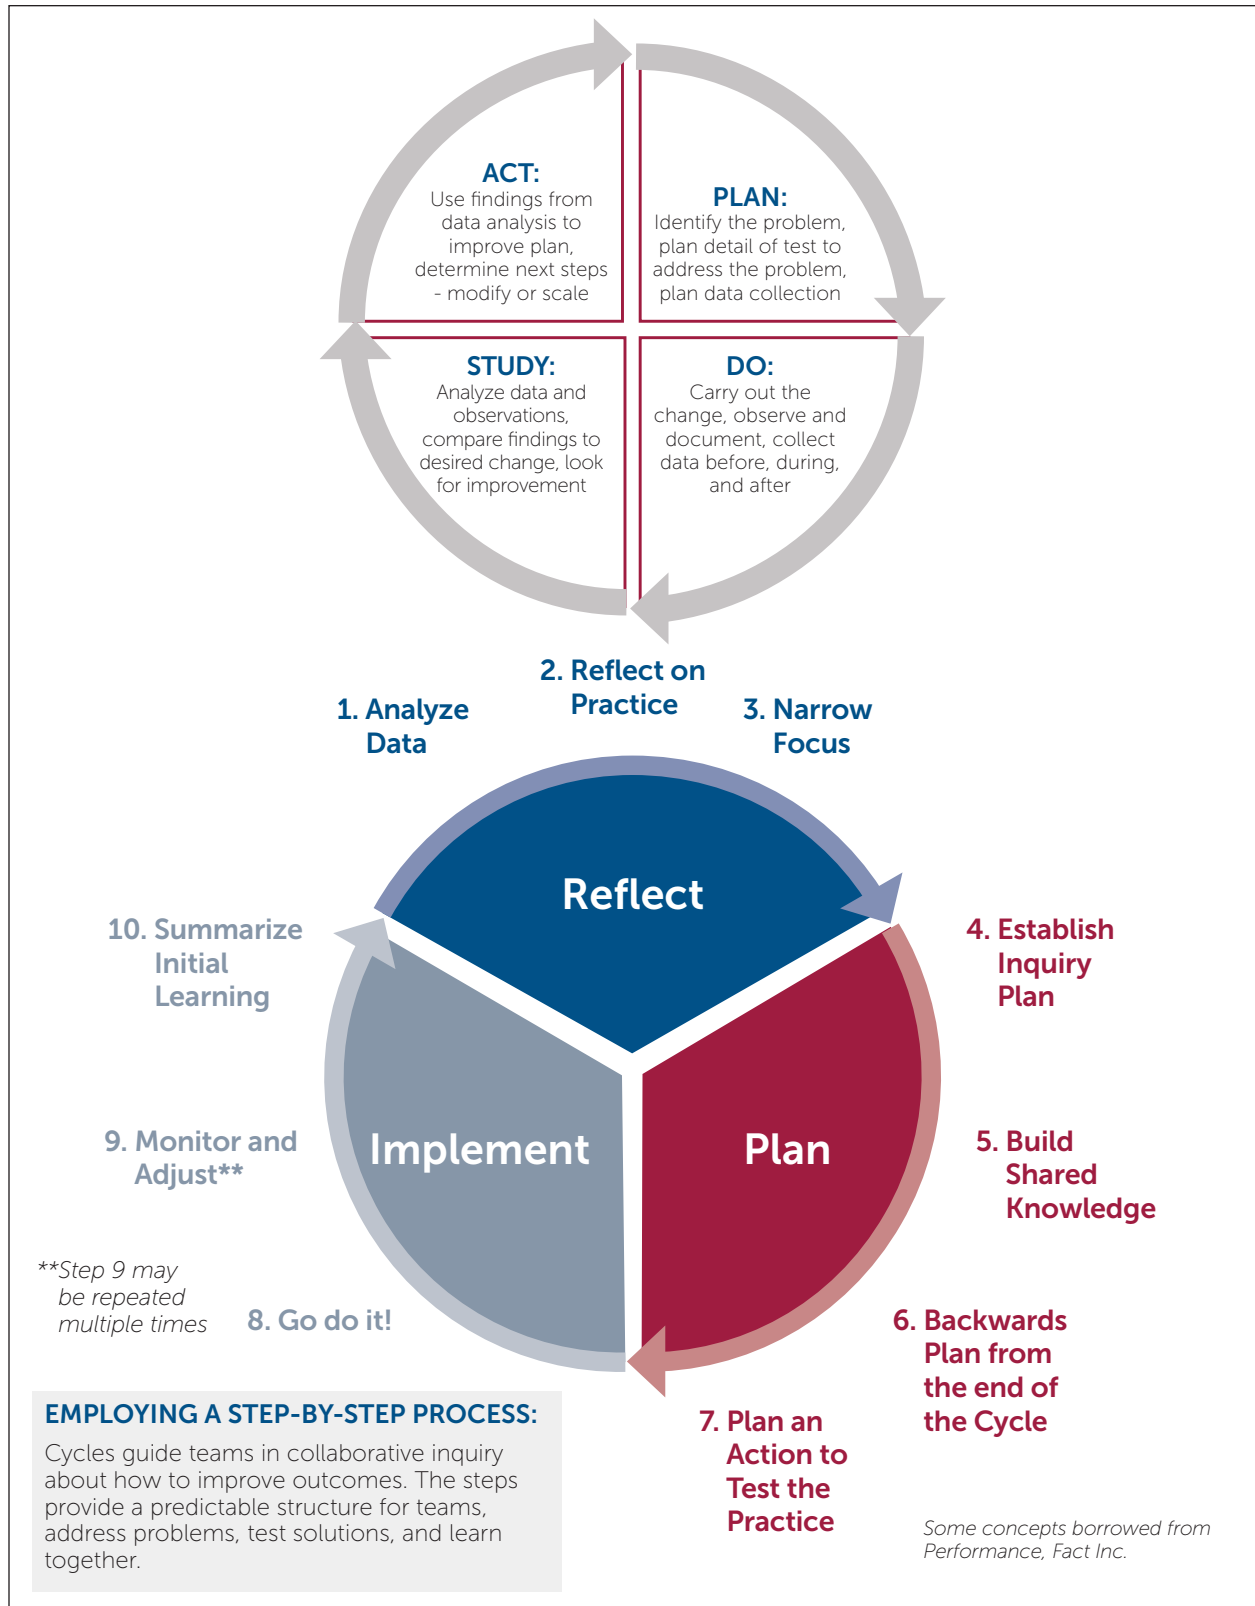 ACT:
Use findings from
data analysis to
improve plan,
determine next steps
- modify or scale
PLAN:
Identify the problem,
plan detail of test to
address the problem,
plan data collection
STUDY:
Analyze data and
observations,
compare findings to
desired change, look
for improvement
DO:
Carry out the
change, observe and
document, collect
data before, during,
and after
1. Analyze
Data
2. Reflect on
Practice
3. Narrow
Focus
Reflect
4. Establish
Inquiry
Plan
5. Build
Shared
Knowledge
Plan
6. Backwards
Plan from
the end of
the Cycle
7. Plan an
Action to
Test the
Practice
Implement
8. Go do it!
9. Monitor and
Adjust**
10. Summarize
Initial
Learning
**Step 9 may
be repeated
multiple times
EMPLOYING A STEP-BY-STEP PROCESS:
Cycles guide teams in collaborative inquiry
about how to improve outcomes. The steps
provide a predictable structure for teams,
address problems, test solutions, and learn
together.
Some concepts borrowed from
Performance, Fact Inc.